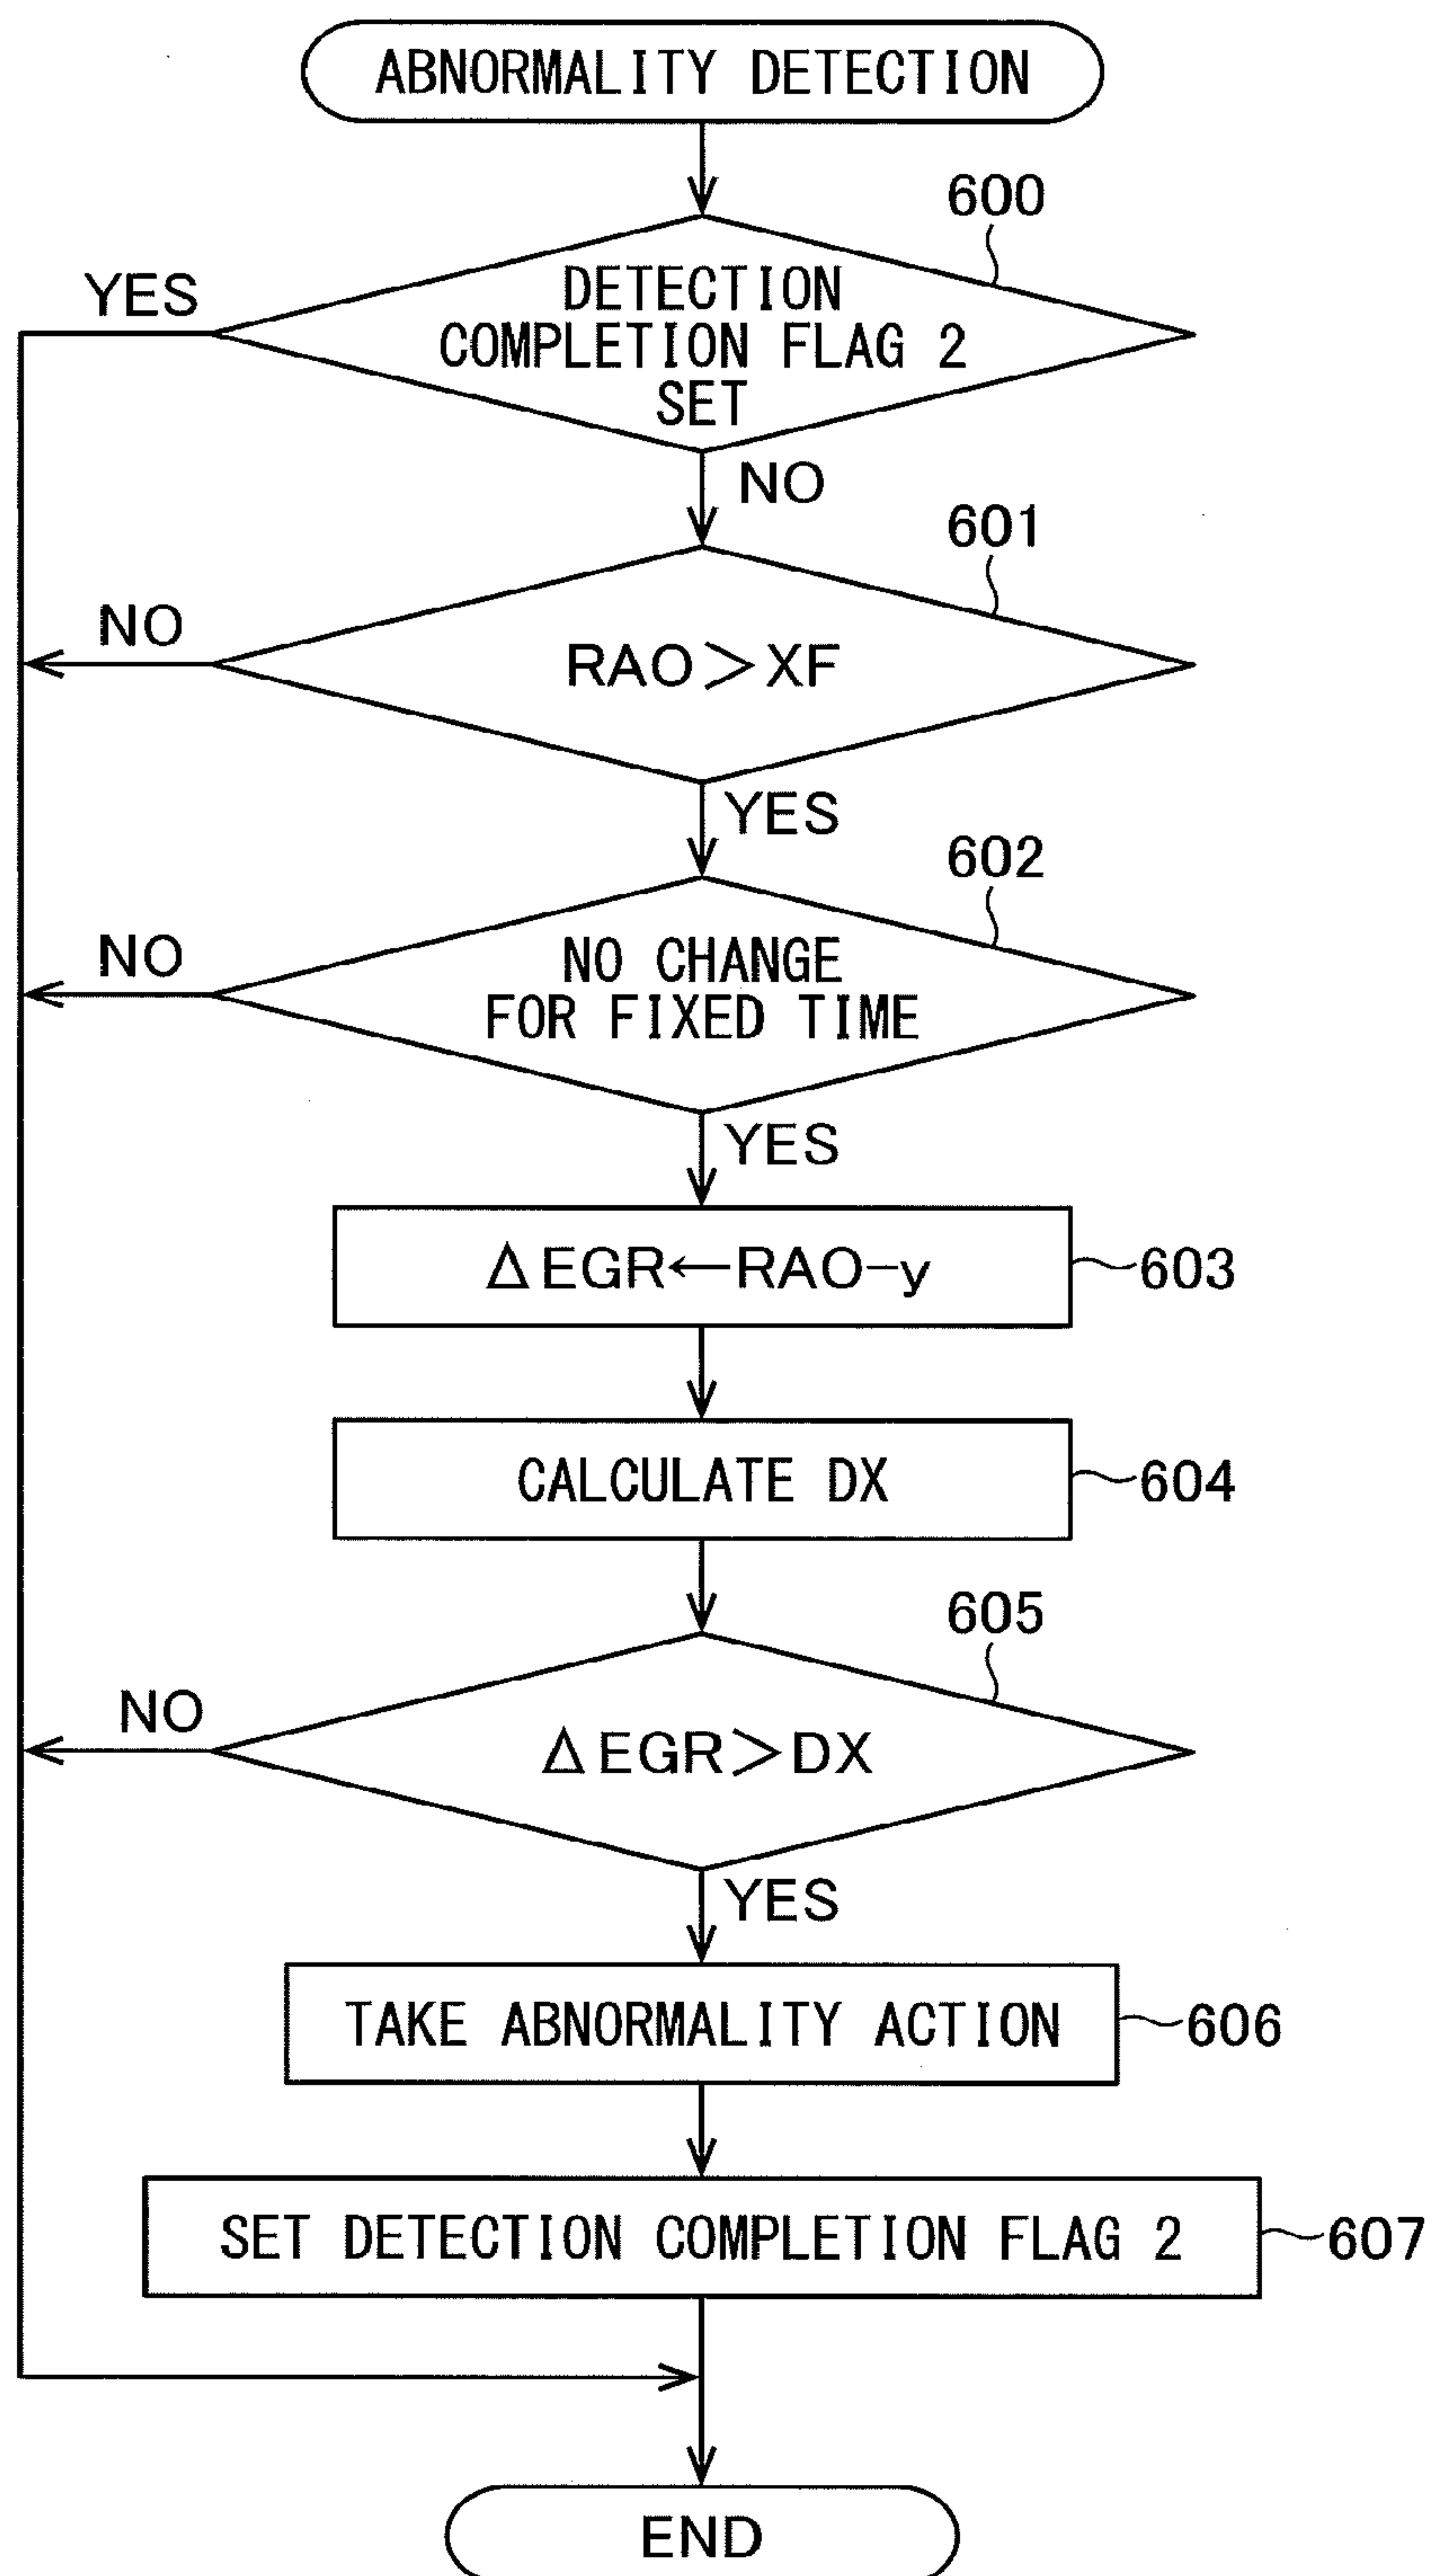 ABNORMALITY DETECTION
600
YES
DETECTION
COMPLETION FLAG 2
SET
NO
601
NO
RAO>XF
YES
602
NO
NO CHANGE
FOR FIXED TIME
YES
ΔEGR←RAO-y
603
CALCULATE DX
604
605
NO
ΔEGR>DX
YES
TAKE ABNORMALITY ACTION
606
SET DETECTION COMPLETION FLAG 2
607
END